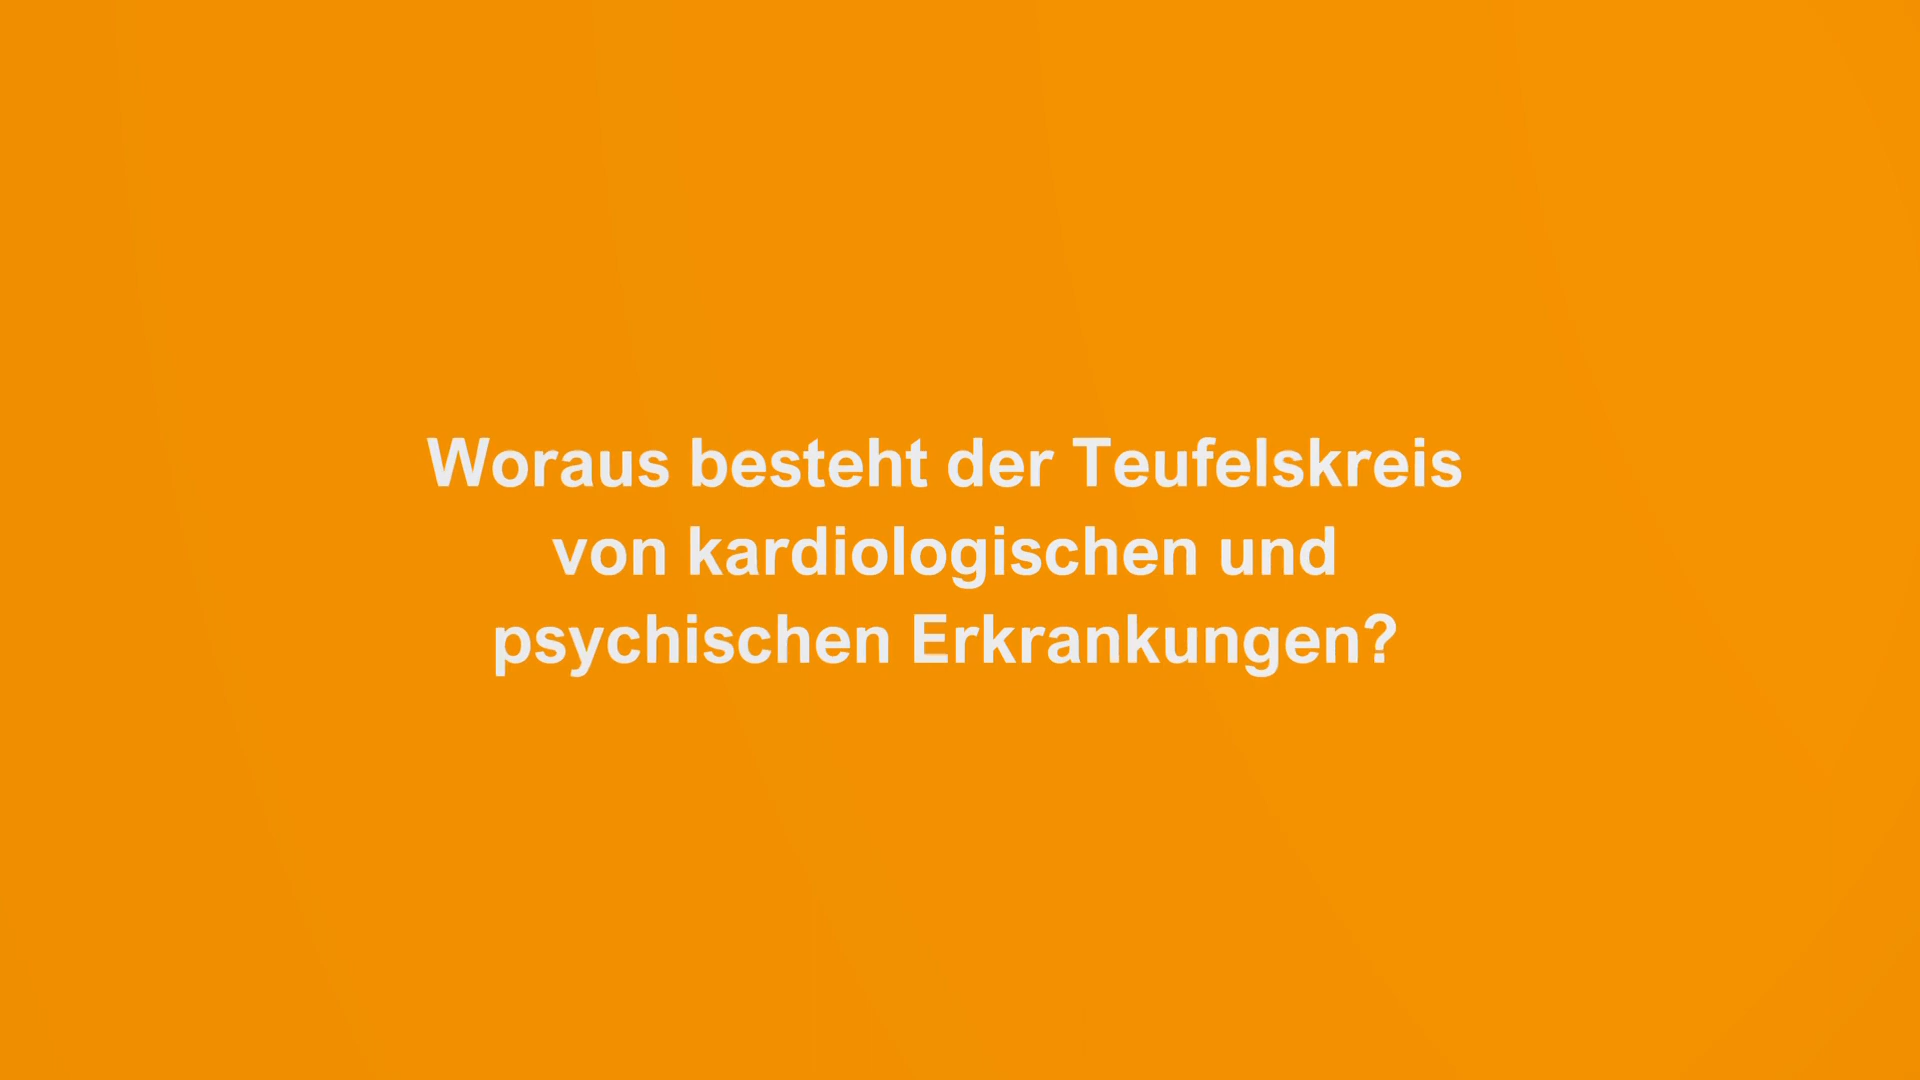 Woraus besteht der Teufelskreis
von kardiologischen und
psychischen Erkrankungen?